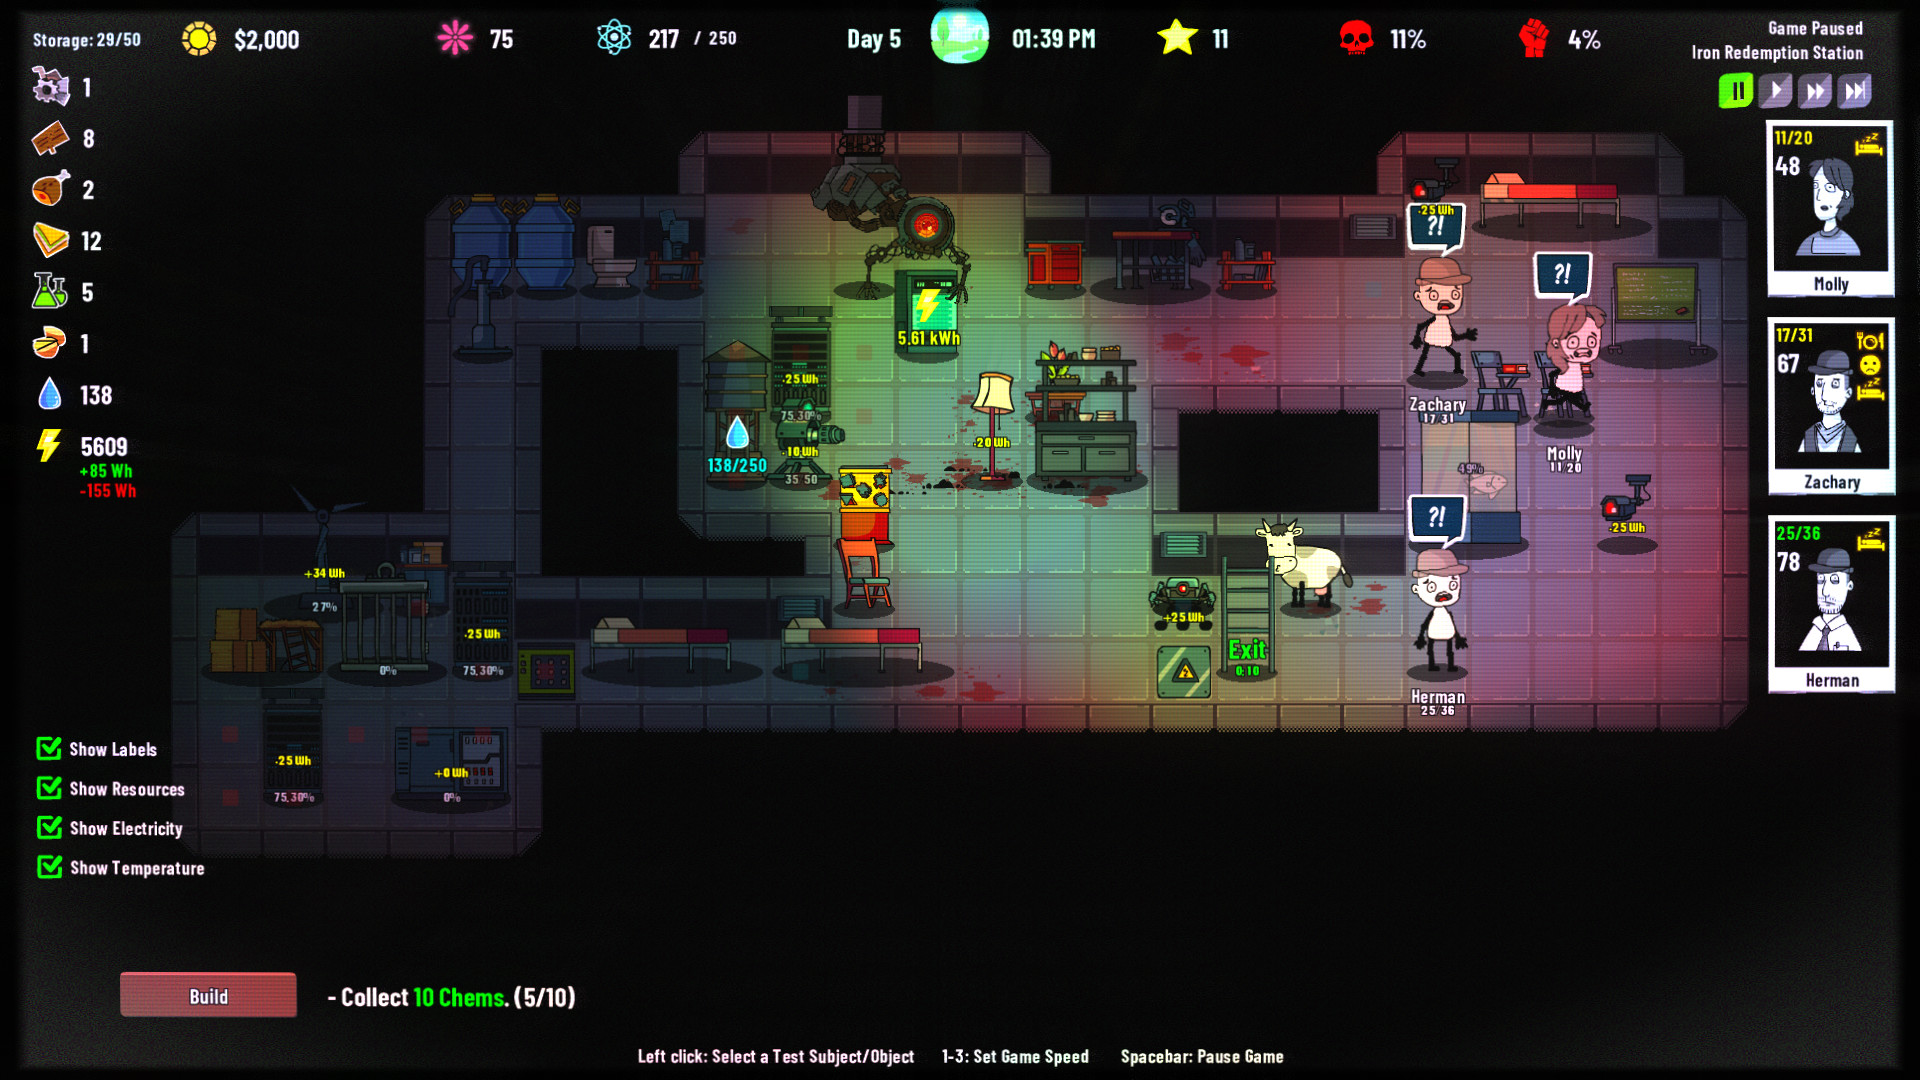 Storage: 29/50
$2,000
75
217 / 250
Day 5
01:39 PM
11
11%
4%
Game Paused
Iron Redemption Station
1
8
2
12
5
1
138
5609
+85 Wh
-155 Wh
11/20
48
Molly
17/31
67
Zachary
25/36
78
Herman
-25 Wh
?!
?!
5.61 kWh
-25 Wh
75.30%
-10 Wh
35/50
138/250
-20 Wh
Zachary
17/31
Molly
11/20
49%
?!
-25 Wh
+34 Wh
27%
0%
-25 Wh
75.30%
+25 Wh
Exit
0:10
Herman
25/36
-25 Wh
75.30%
+0 Wh
0%
Show Labels
Show Resources
Show Electricity
Show Temperature
Build
- Collect 10 Chems. (5/10)
Left click: Select a Test Subject/Object
1-3: Set Game Speed
Spacebar: Pause Game